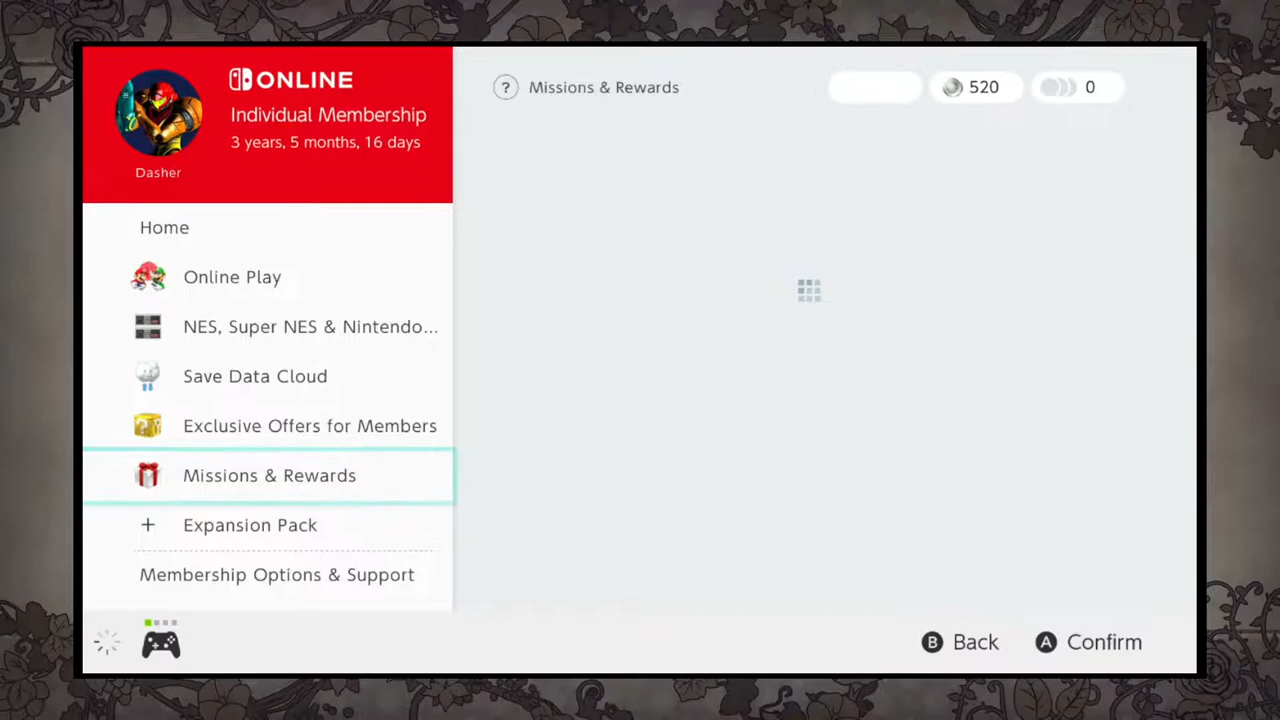 ONLINE
Individual Membership
3 years, 5 months, 16 days
Dasher
Home
Online Play
NES, Super NES & Nintendo...
Save Data Cloud
Exclusive Offers for Members
Missions & Rewards
Expansion Pack
Membership Options & Support
? Missions & Rewards
520
0
B Back
A Confirm